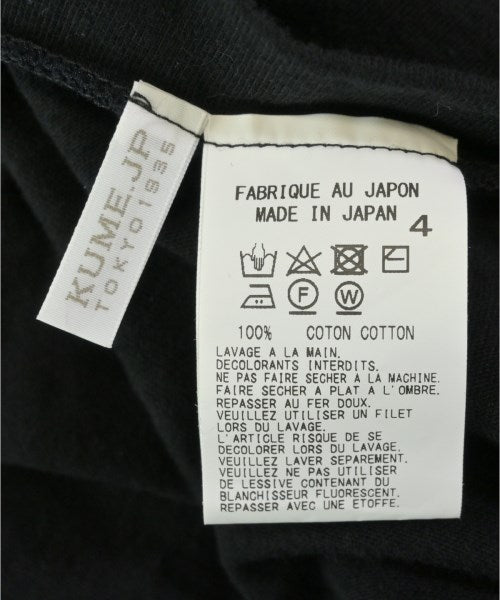 KUME.JP
TOKYO1935
FABRIQUE AU JAPON
MADE IN JAPAN
4
F W
100% COTON COTTON
LAVAGE A LA MAIN.
DECOLORANTS INTERDITS.
NE PAS FAIRE SECHER A LA MACHINE.
FAIRE SECHER A PLAT A L'OMBRE.
REPASSER AU FER DOUX.
VEUILLEZ UTILISER UN FILET
LORS DU LAVAGE.
L'ARTICLE RISQUE DE SE
DECOLORER LORS DU LAVAGE.
VEUILLEZ LAVER SEPAREMENT.
VEUILLEZ NE PAS UTILISER
DE LESSIVE CONTENANT DU
BLANCHISSEUR FLUORESCENT.
REPASSER AVEC UNE ETOFFE.